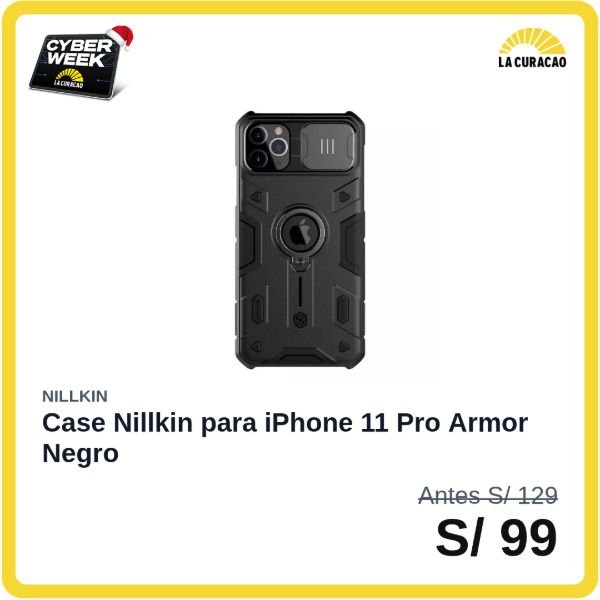 CYBER
WEEK
LA CURACAO
LA CURACAO
NILLKIN
Case Nillkin para iPhone 11 Pro Armor
Negro
Antes S/ 129
S/ 99